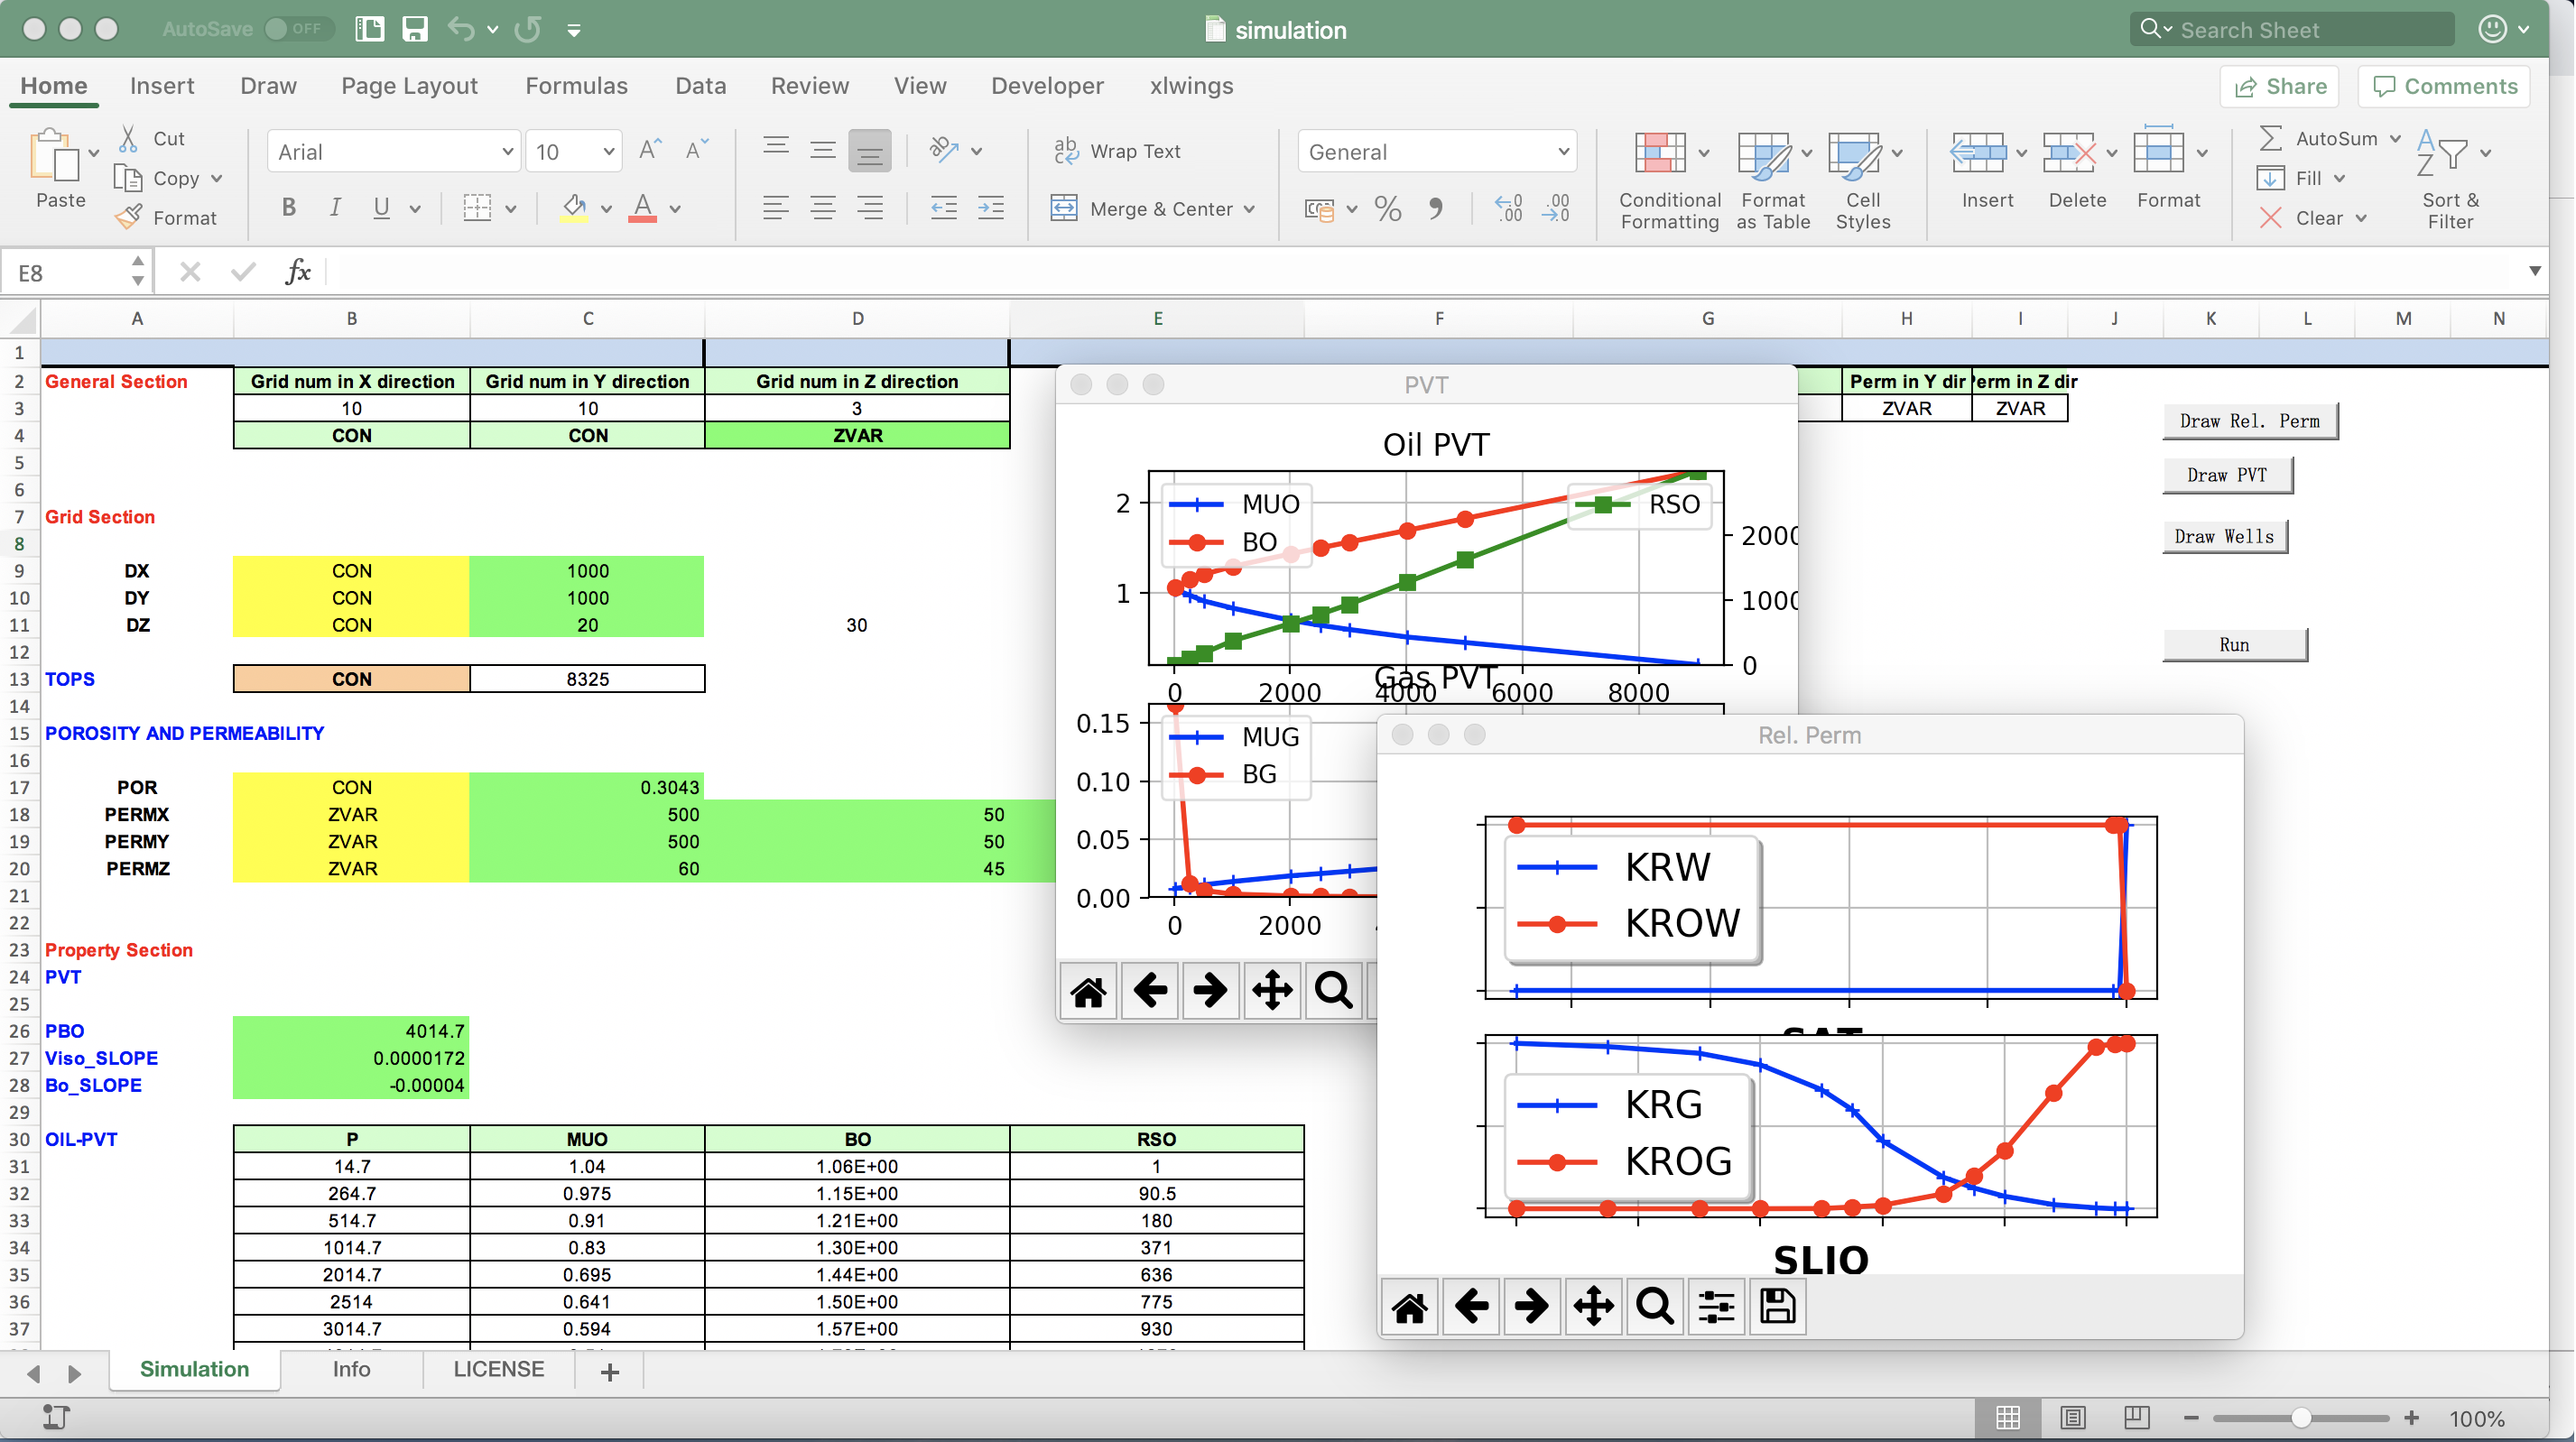 AutoSave OFF simulation Search Sheet
Home Insert Draw Page Layout Formulas Data Review View Developer xlwings Share Comments
Paste Cut Copy Format
Arial 10 Wrap Text General
B I U Merge & Center
Conditional Formatting Format as Table Cell Styles Insert Delete Format
AutoSum Fill Clear Sort & Filter
E8 fx
A B C D E F G H I J K L M N
1
2 General Section Grid num in X direction Grid num in Y direction Grid num in Z direction Perm in Y dir Perm in Z dir
3 10 10 3 ZVAR ZVAR
4 CON CON ZVAR
5
6
7 Grid Section
8
9 DX CON 1000
10 DY CON 1000
11 DZ CON 20 30
12
13 TOPS CON 8325
14
15 POROSITY AND PERMEABILITY
16
17 POR CON 0.3043
18 PERMX ZVAR 500 50
19 PERMY ZVAR 500 50
20 PERMZ ZVAR 60 45
21
22
23 Property Section
24 PVT
25
26 PBO 4014.7
27 Viso_SLOPE 0.0000172
28 Bo_SLOPE -0.00004
29
30 OIL-PVT P MUO BO RSO
31 14.7 1.04 1.06E+00 1
32 264.7 0.975 1.15E+00 90.5
33 514.7 0.91 1.21E+00 180
34 1014.7 0.83 1.30E+00 371
35 2014.7 0.695 1.44E+00 636
36 2514 0.641 1.50E+00 775
37 3014.7 0.594 1.57E+00 930
Draw Rel. Perm
Draw PVT
Draw Wells
Run
PVT
Oil PVT
MUO
BO
RSO
2
1
2000
1000
0
0 2000 4000 6000 8000
Gas PVT
MUG
BG
0.15
0.10
0.05
0.00
0 2000
Rel. Perm
KRW
KROW
SAT
KRG
KROG
SLIQ
Simulation Info LICENSE +
100%